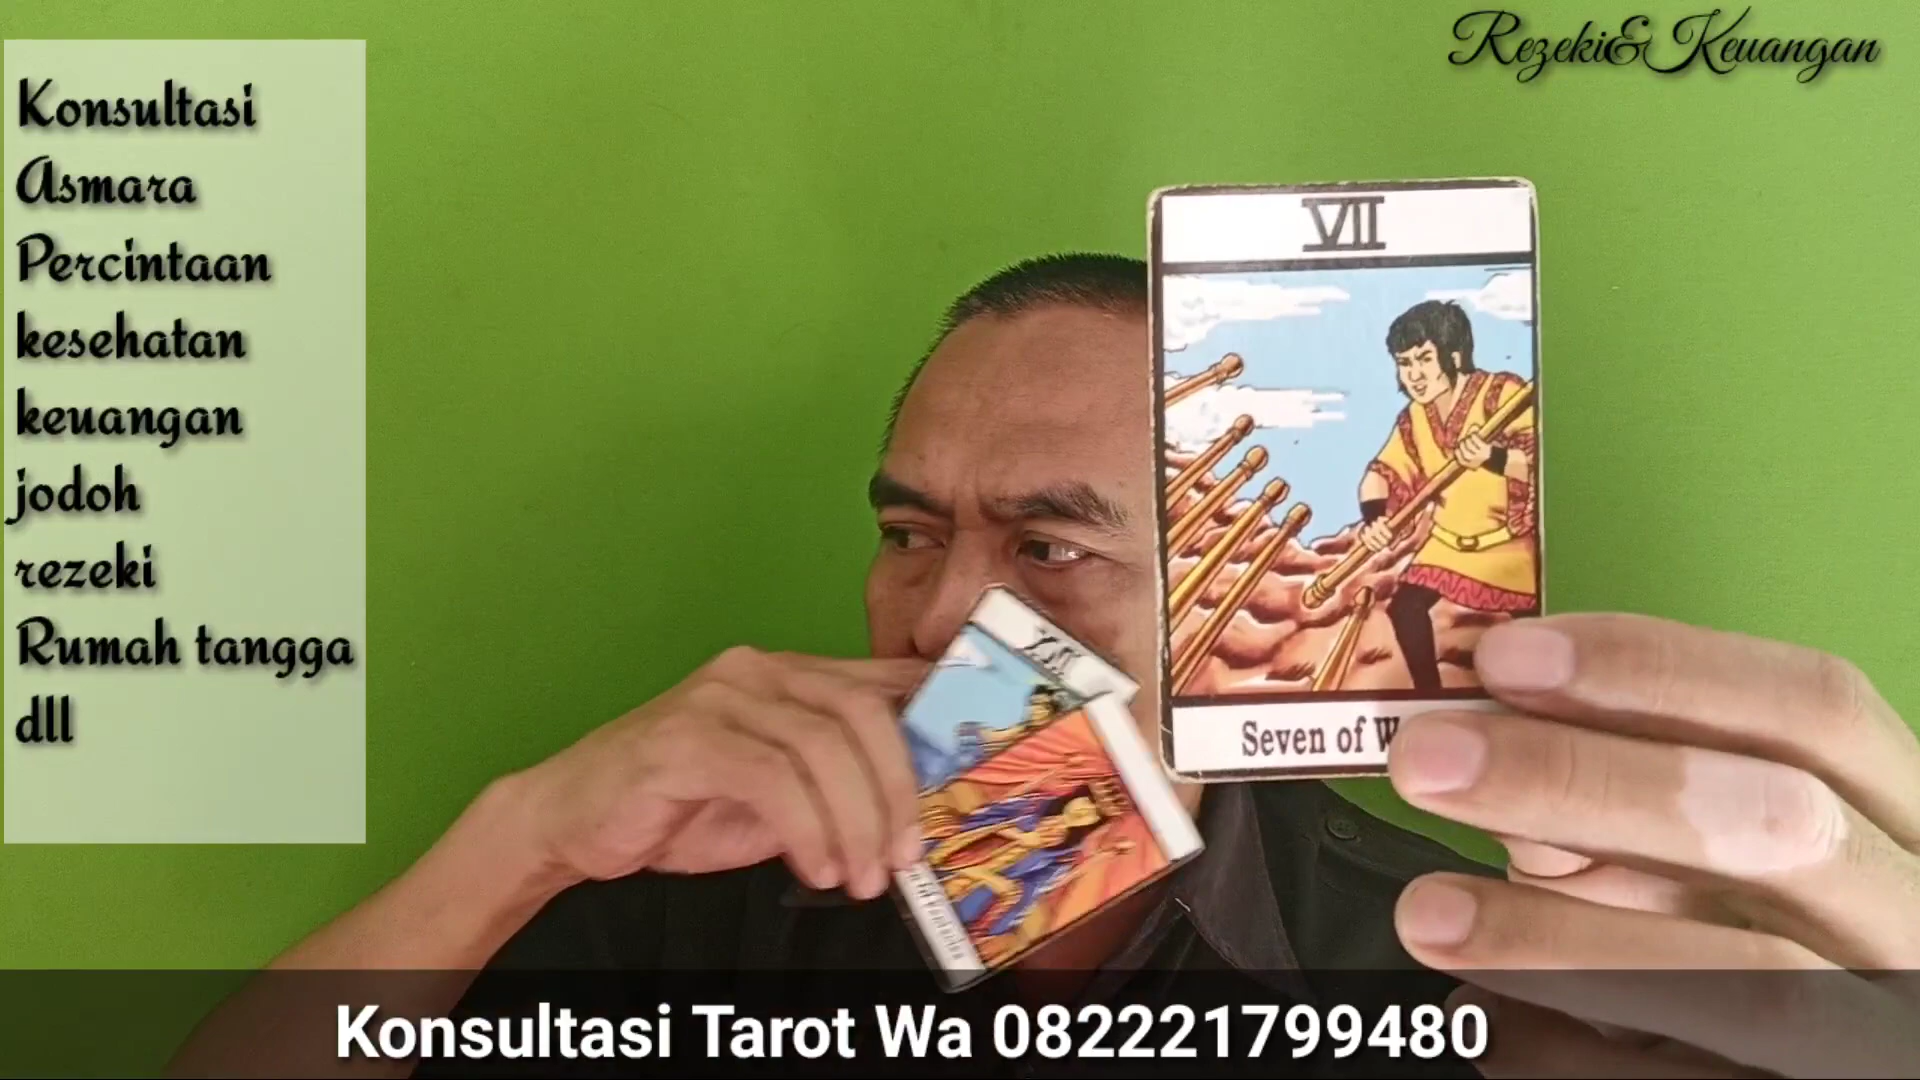 Rezeki&Keuangan
Konsultasi
Asmara
Percintaan
kesehatan
keuangan
jodoh
rezeki
Rumah tangga
dll
VII
Seven of
Konsultasi Tarot Wa 082221799480